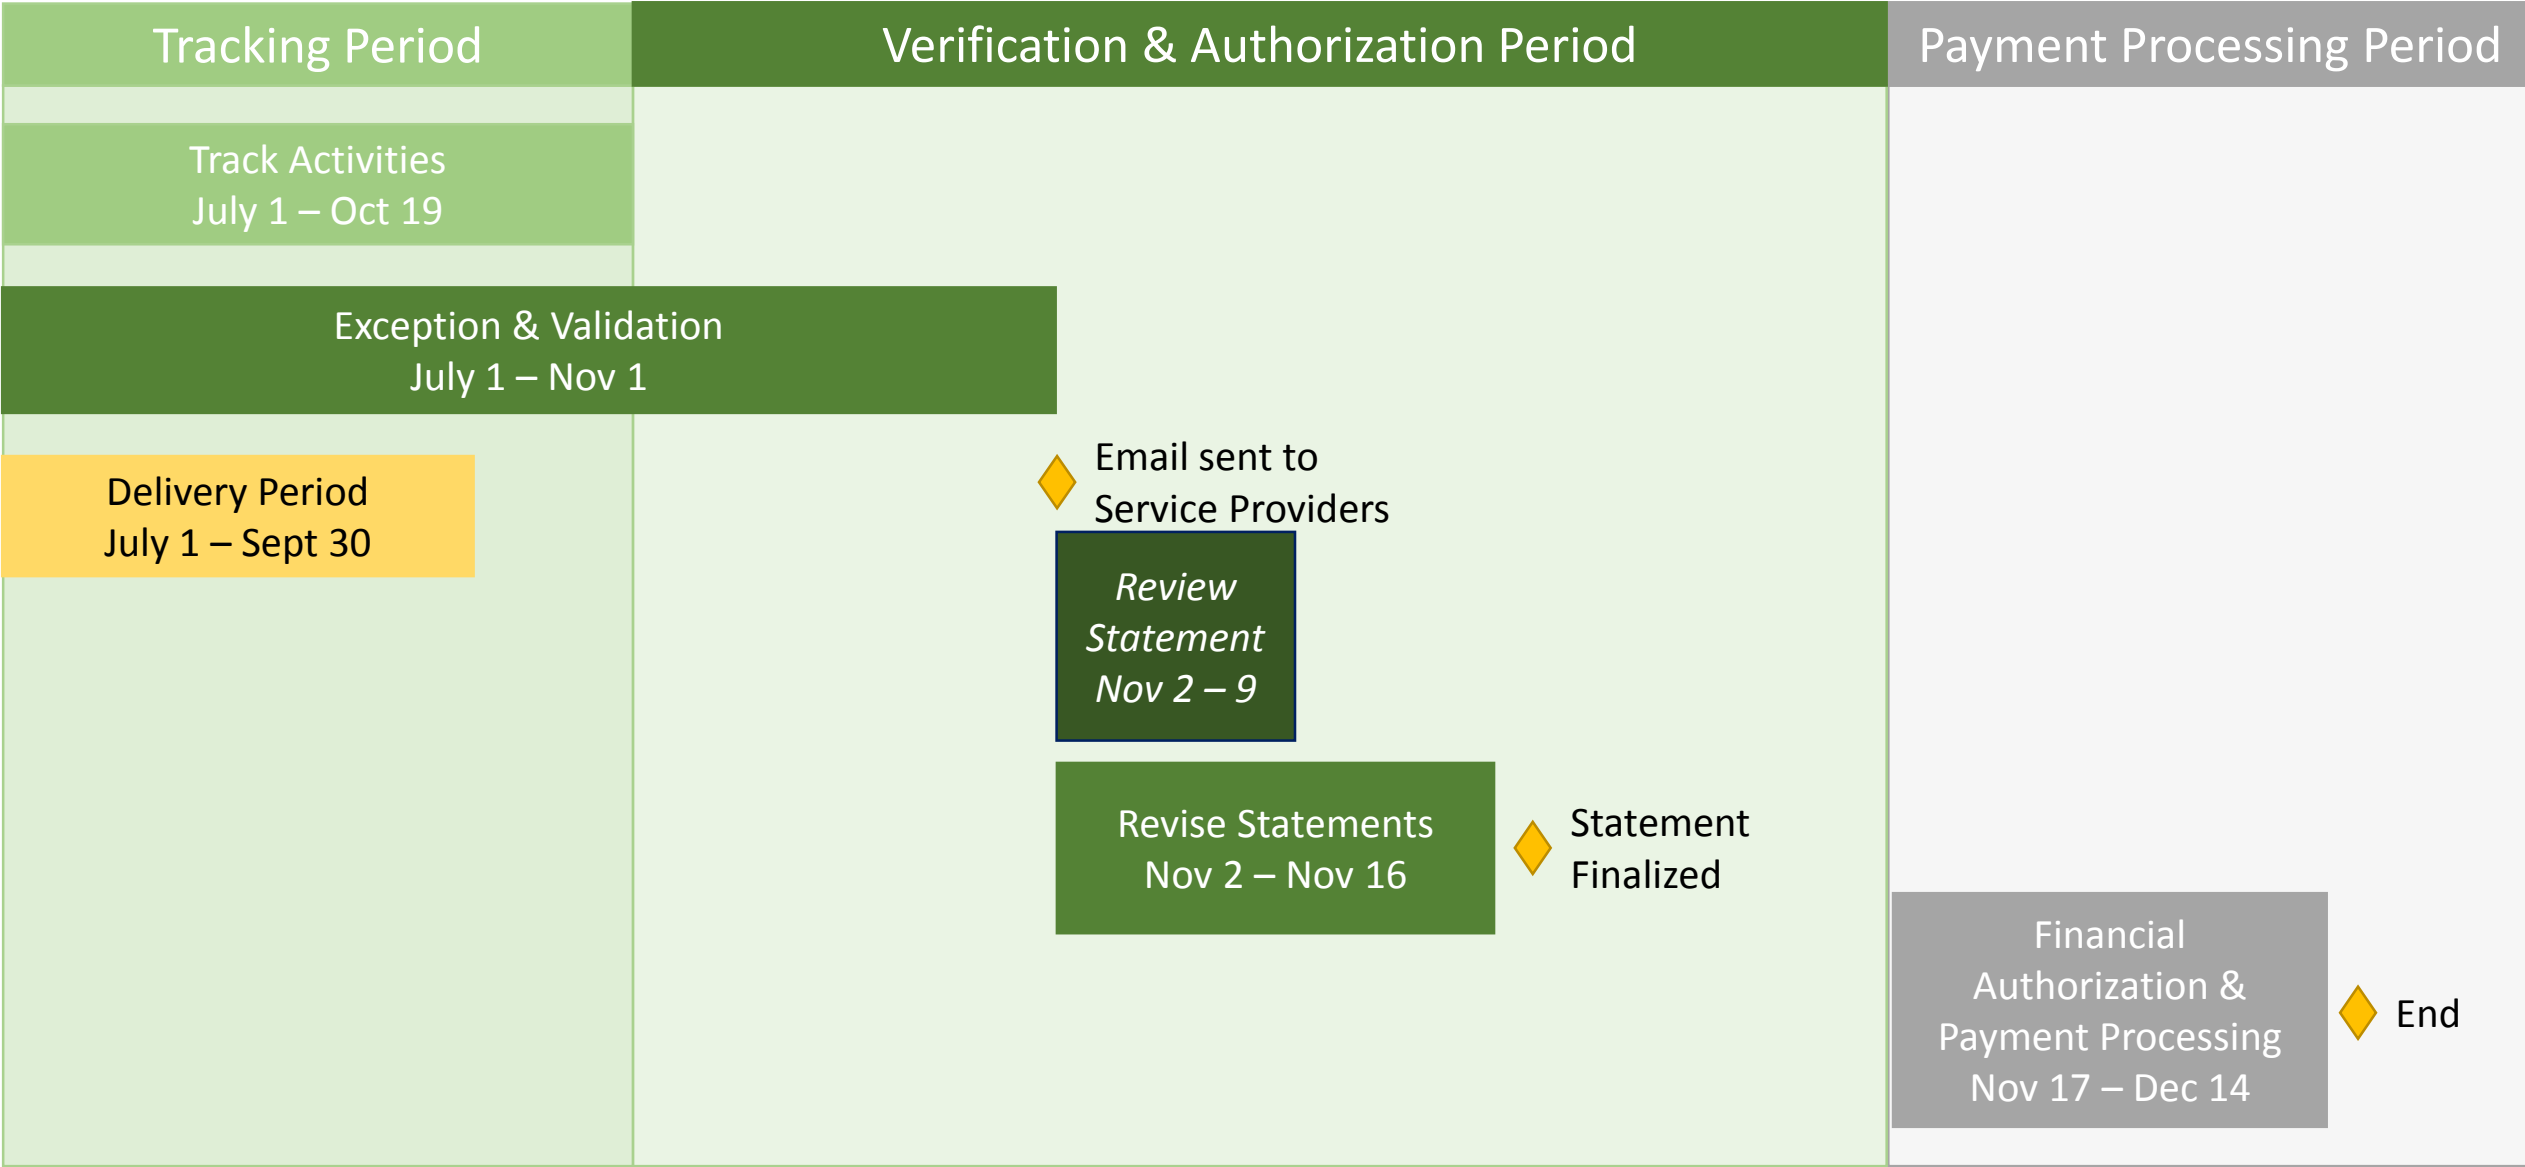 Tracking Period
Verification & Authorization Period
Payment Processing Period
Track Activities
July 1 – Oct 19
Exception & Validation
July 1 – Nov 1
Delivery Period
July 1 – Sept 30
Email sent to
Service Providers
Review
Statement
Nov 2 – 9
Revise Statements
Nov 2 – Nov 16
Statement
Finalized
Financial
Authorization &
Payment Processing
Nov 17 – Dec 14
End